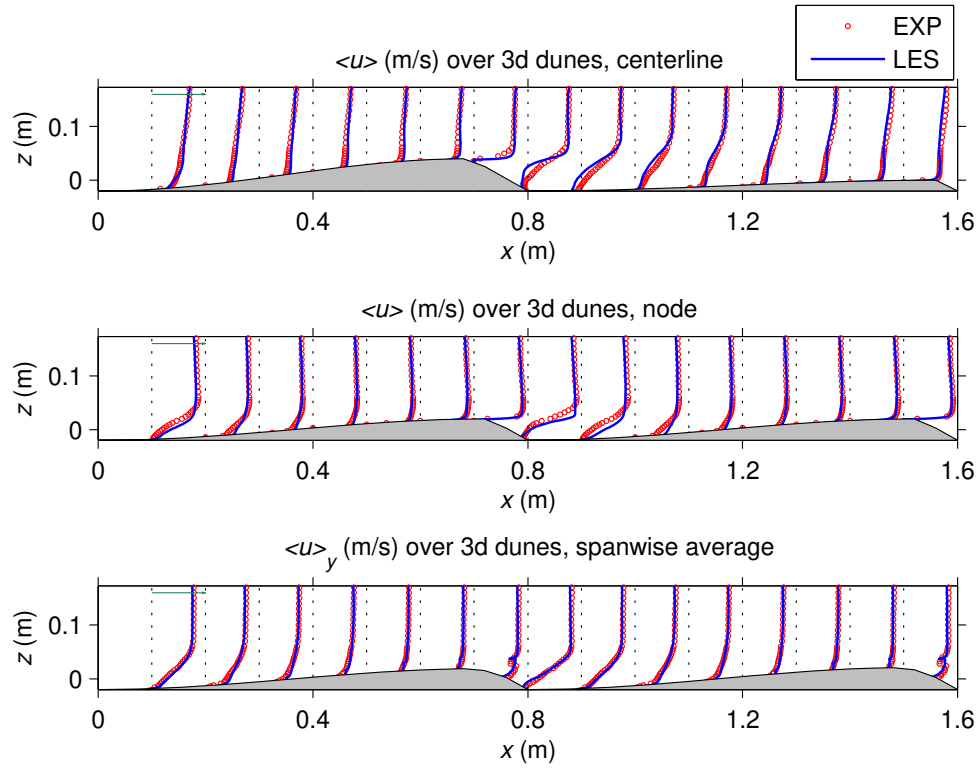 EXP
LES
<u> (m/s) over 3d dunes, centerline
z (m)
0.1
0
0 0.4 0.8 1.2 1.6
x (m)
<u> (m/s) over 3d dunes, node
z (m)
0.1
0
0 0.4 0.8 1.2 1.6
x (m)
<u>y (m/s) over 3d dunes, spanwise average
z (m)
0.1
0
0 0.4 0.8 1.2 1.6
x (m)